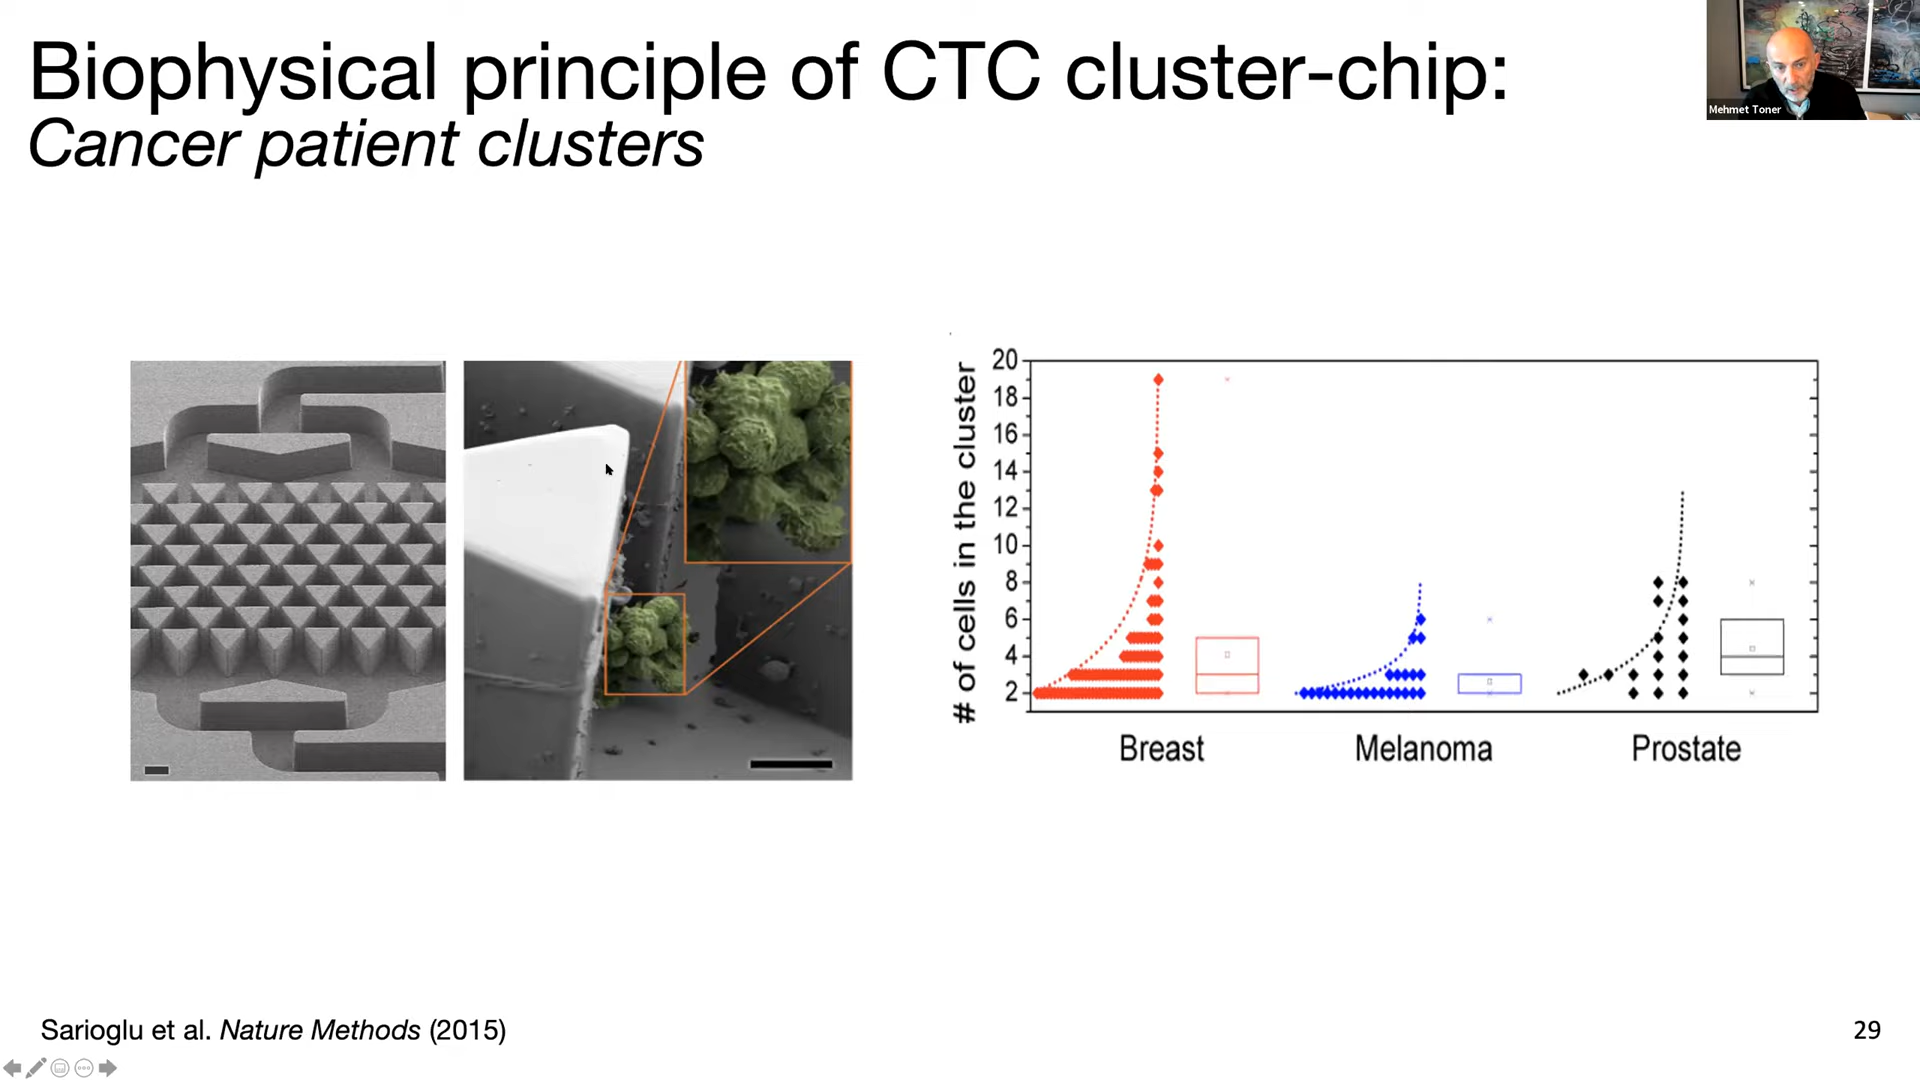 Biophysical principle of CTC cluster-chip:
Cancer patient clusters
Mehmet Toner
# of cells in the cluster
20
18
16
14
12
10
8
6
4
2
Breast
Melanoma
Prostate
Sarioglu et al. Nature Methods (2015)
29